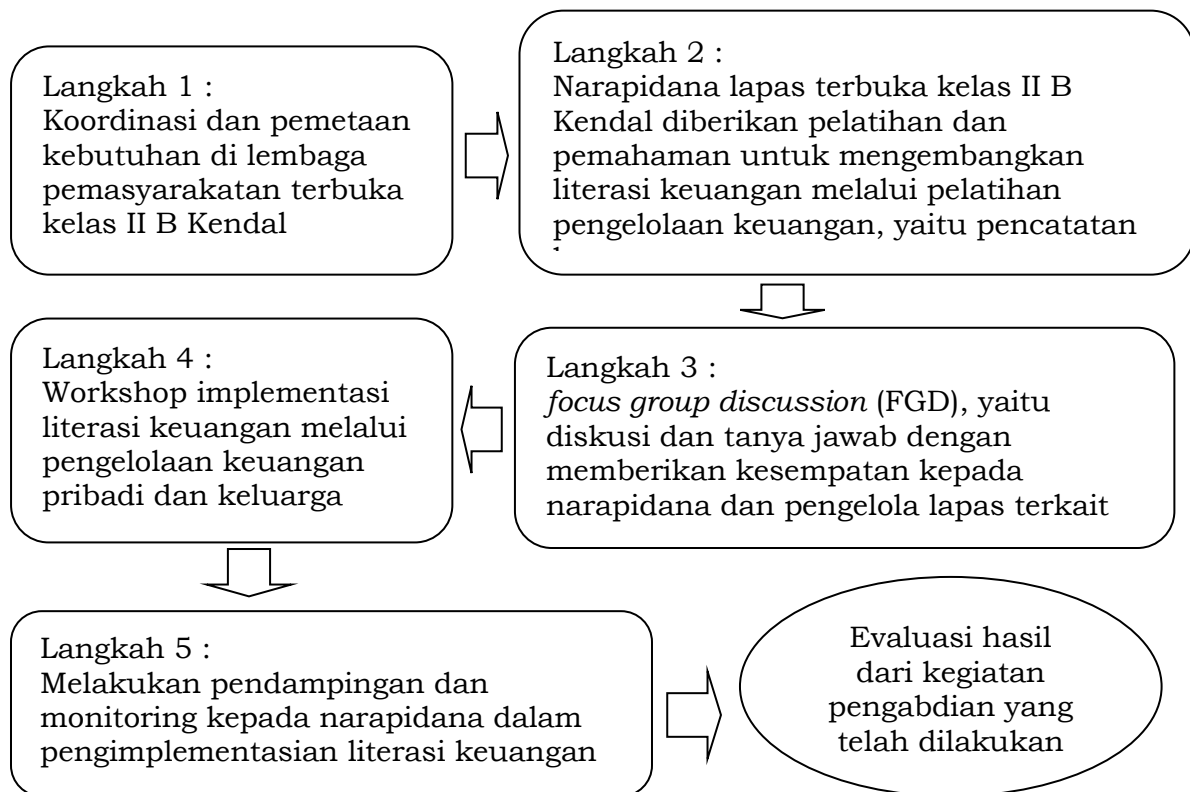 Langkah 1 :
Koordinasi dan pemetaan
kebutuhan di lembaga
pemasyarakatan terbuka
kelas II B Kendal
Langkah 2 :
Narapidana lapas terbuka kelas II B
Kendal diberikan pelatihan dan
pemahaman untuk mengembangkan
literasi keuangan melalui pelatihan
pengelolaan keuangan, yaitu pencatatan
Langkah 3 :
focus group discussion (FGD), yaitu
diskusi dan tanya jawab dengan
memberikan kesempatan kepada
narapidana dan pengelola lapas terkait
Langkah 4 :
Workshop implementasi
literasi keuangan melalui
pengelolaan keuangan
pribadi dan keluarga
Langkah 5 :
Melakukan pendampingan dan
monitoring kepada narapidana dalam
pengimplementasian literasi keuangan
Evaluasi hasil
dari kegiatan
pengabdian yang
telah dilakukan